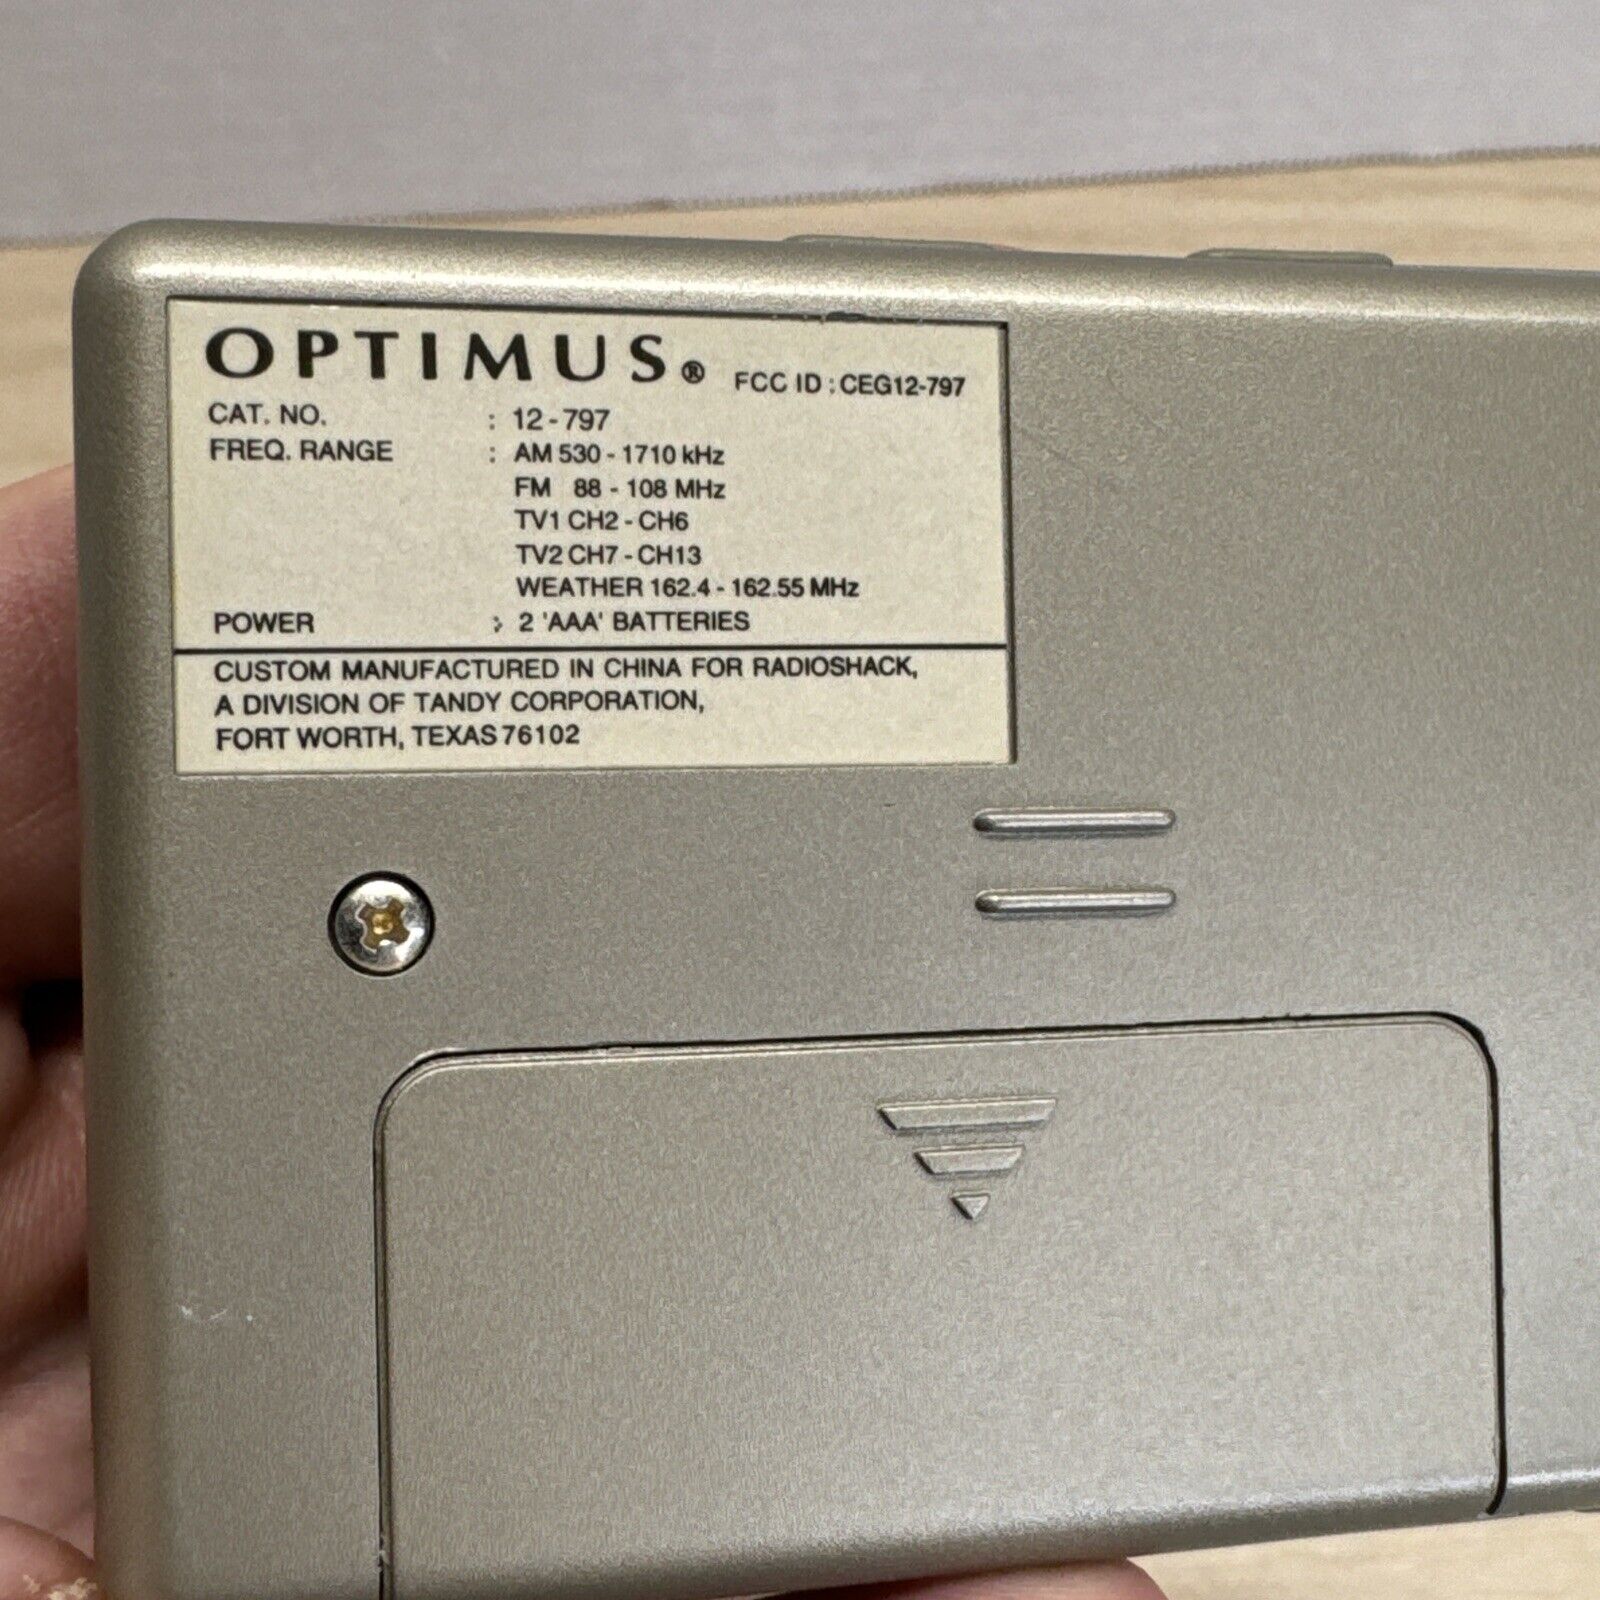 OPTIMUS® FCC ID : CEG12-797
CAT. NO. : 12-797
FREQ. RANGE : AM 530 - 1710 kHz
FM 88 - 108 MHz
TV1 CH2 - CH6
TV2 CH7 - CH13
WEATHER 162.4 - 162.55 MHz
POWER : 2 'AAA' BATTERIES
CUSTOM MANUFACTURED IN CHINA FOR RADIOSHACK,
A DIVISION OF TANDY CORPORATION,
FORT WORTH, TEXAS 76102